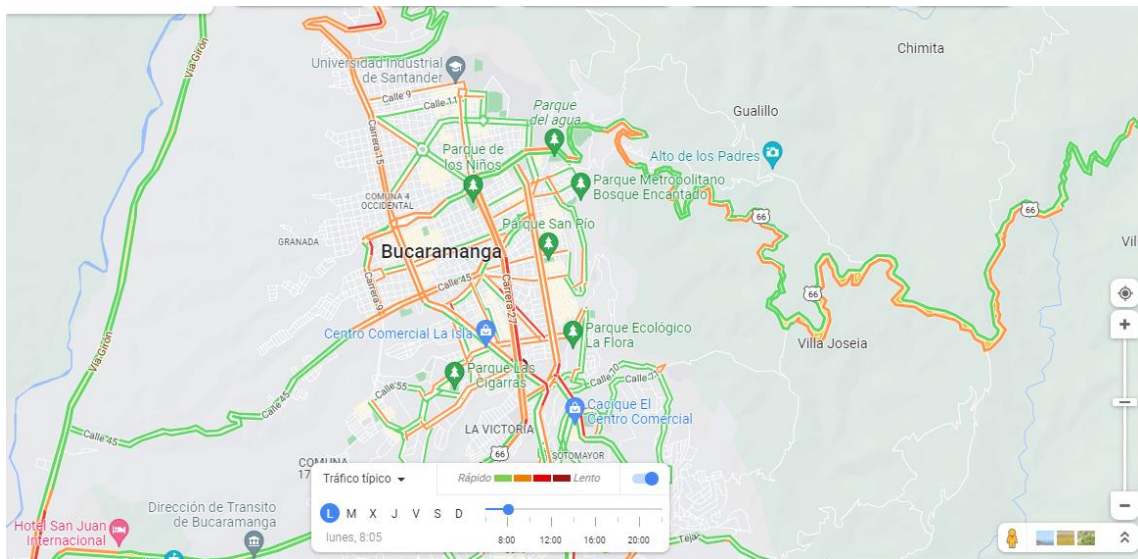 Vía Girón
Chimita
Universidad Industrial
de Santander
Calle 9
Calle 11
Parque
del agua
Gualillo
Carrera 15
Parque de
los Niños
Alto de los Padres
Parque Metropolitano
Bosque Encantado
COMUNA 4
OCCIDENTAL
66
66
Parque San Pío
GRANADA
Vil
Bucaramanga
Calle 45
Carrera 9
Carrera 27
66
Centro Comercial La Isla
Parque Ecológico
La Flora
Villa Joseia
Vía Girón
Parque Las
Cigarras
Calle 70
Calle 55
Calle 45
Cacique El
Centro Comercial
Calle 45
LA VICTORIA
66
SOTOMAYOR
COMUNA
17
Tráfico típico
Rápido
Lento
L M X J V S D
lunes, 8:05
8:00 12:00 16:00 20:00
Dirección de Transito
de Bucaramanga
Hotel San Juan
Internacional